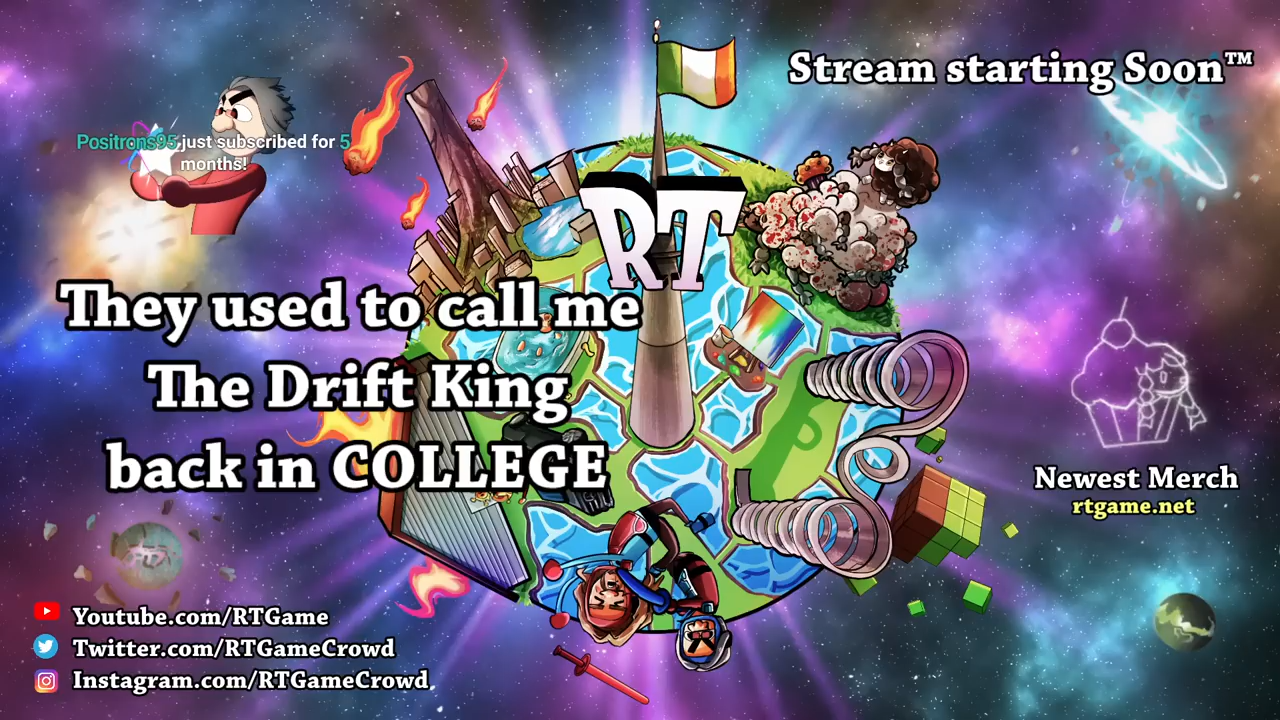 Stream starting Soon™
Positrons95 just subscribed for 5
months!
RT
They used to call me
The Drift King
back in COLLEGE
Newest Merch
rtgame.net
Youtube.com/RTGame
Twitter.com/RTGameCrowd
Instagram.com/RTGameCrowd